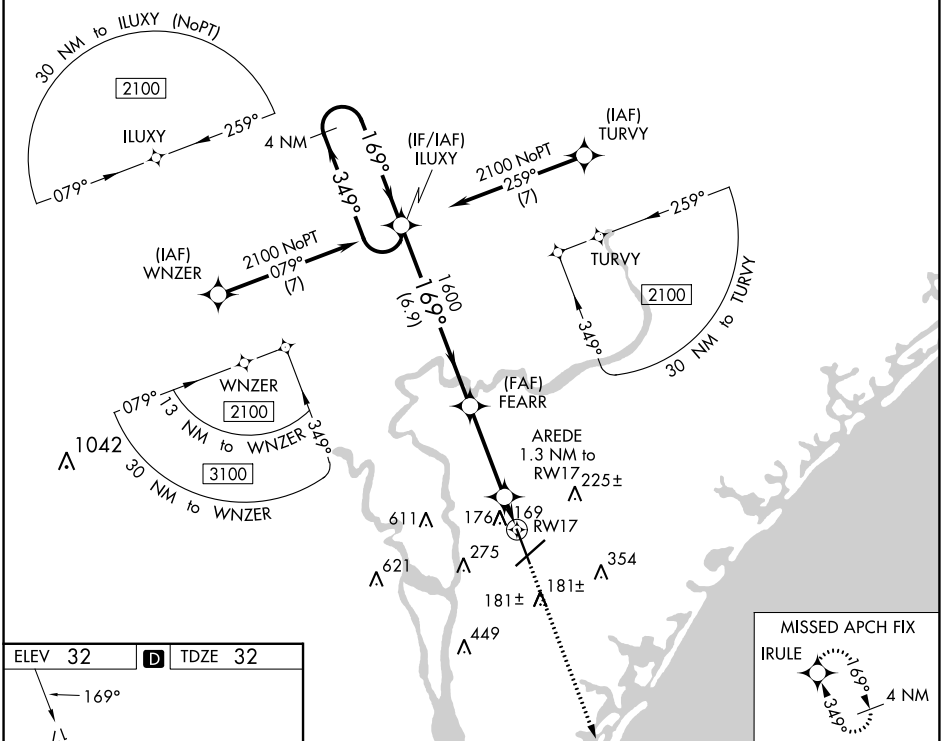 30 NM to ILUXY (NoPT)
2100
ILUXY
259°
079°
4 NM
169°
349°
(IF/IAF)
ILUXY
(IAF)
TURVY
2100 NoPT
259°
(7)
(IAF)
WNZER
2100 NoPT
079°
(7)
1600
169°
(6.9)
259°
TURVY
2100
349°
30 NM to TURVY
WNZER
079°
2100
13 NM to WNZER
349°
3100
30 NM to WNZER
1042
(FAF)
FEARR
AREDE
1.3 NM to
RW17
225±
611
176
169
RW17
275
621
354
181±
181±
449
ELEV 32
D
TDZE 32
169°
MISSED APCH FIX
IRULE
169°
349°
4 NM